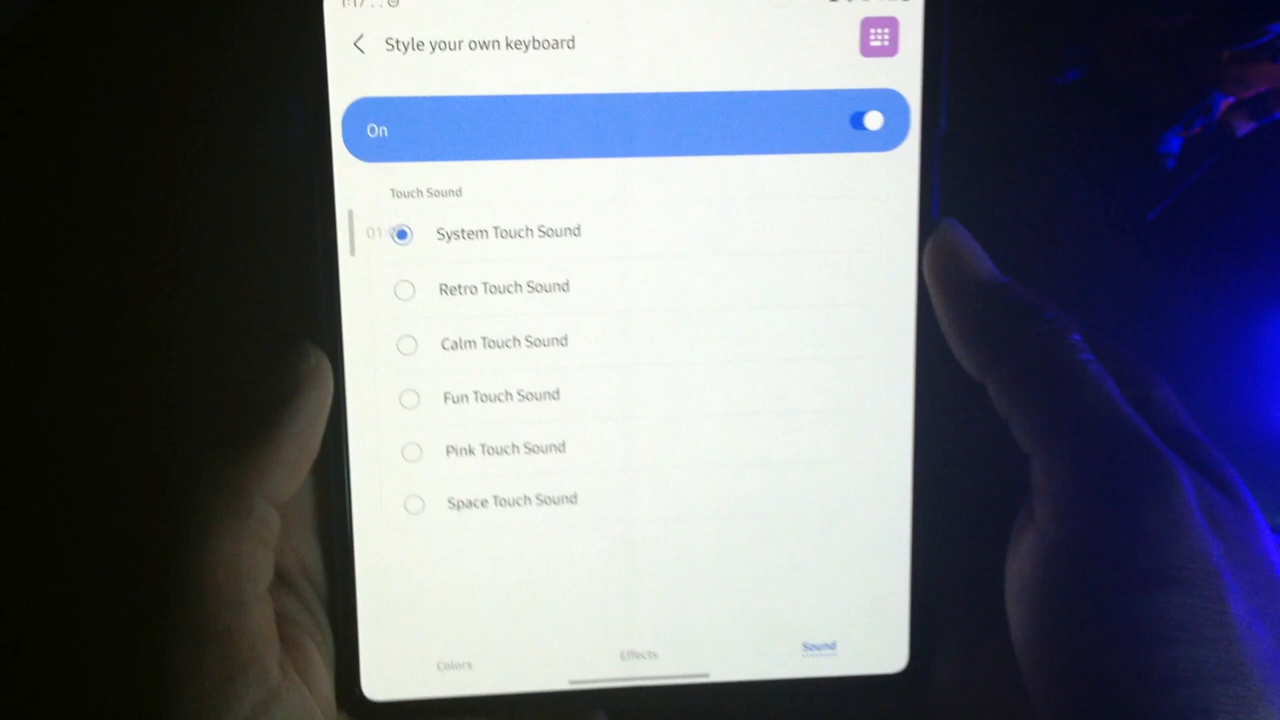 Style your own keyboard
On
Touch Sound
System Touch Sound
Retro Touch Sound
Calm Touch Sound
Fun Touch Sound
Pink Touch Sound
Space Touch Sound
Colors
Effects
Sound